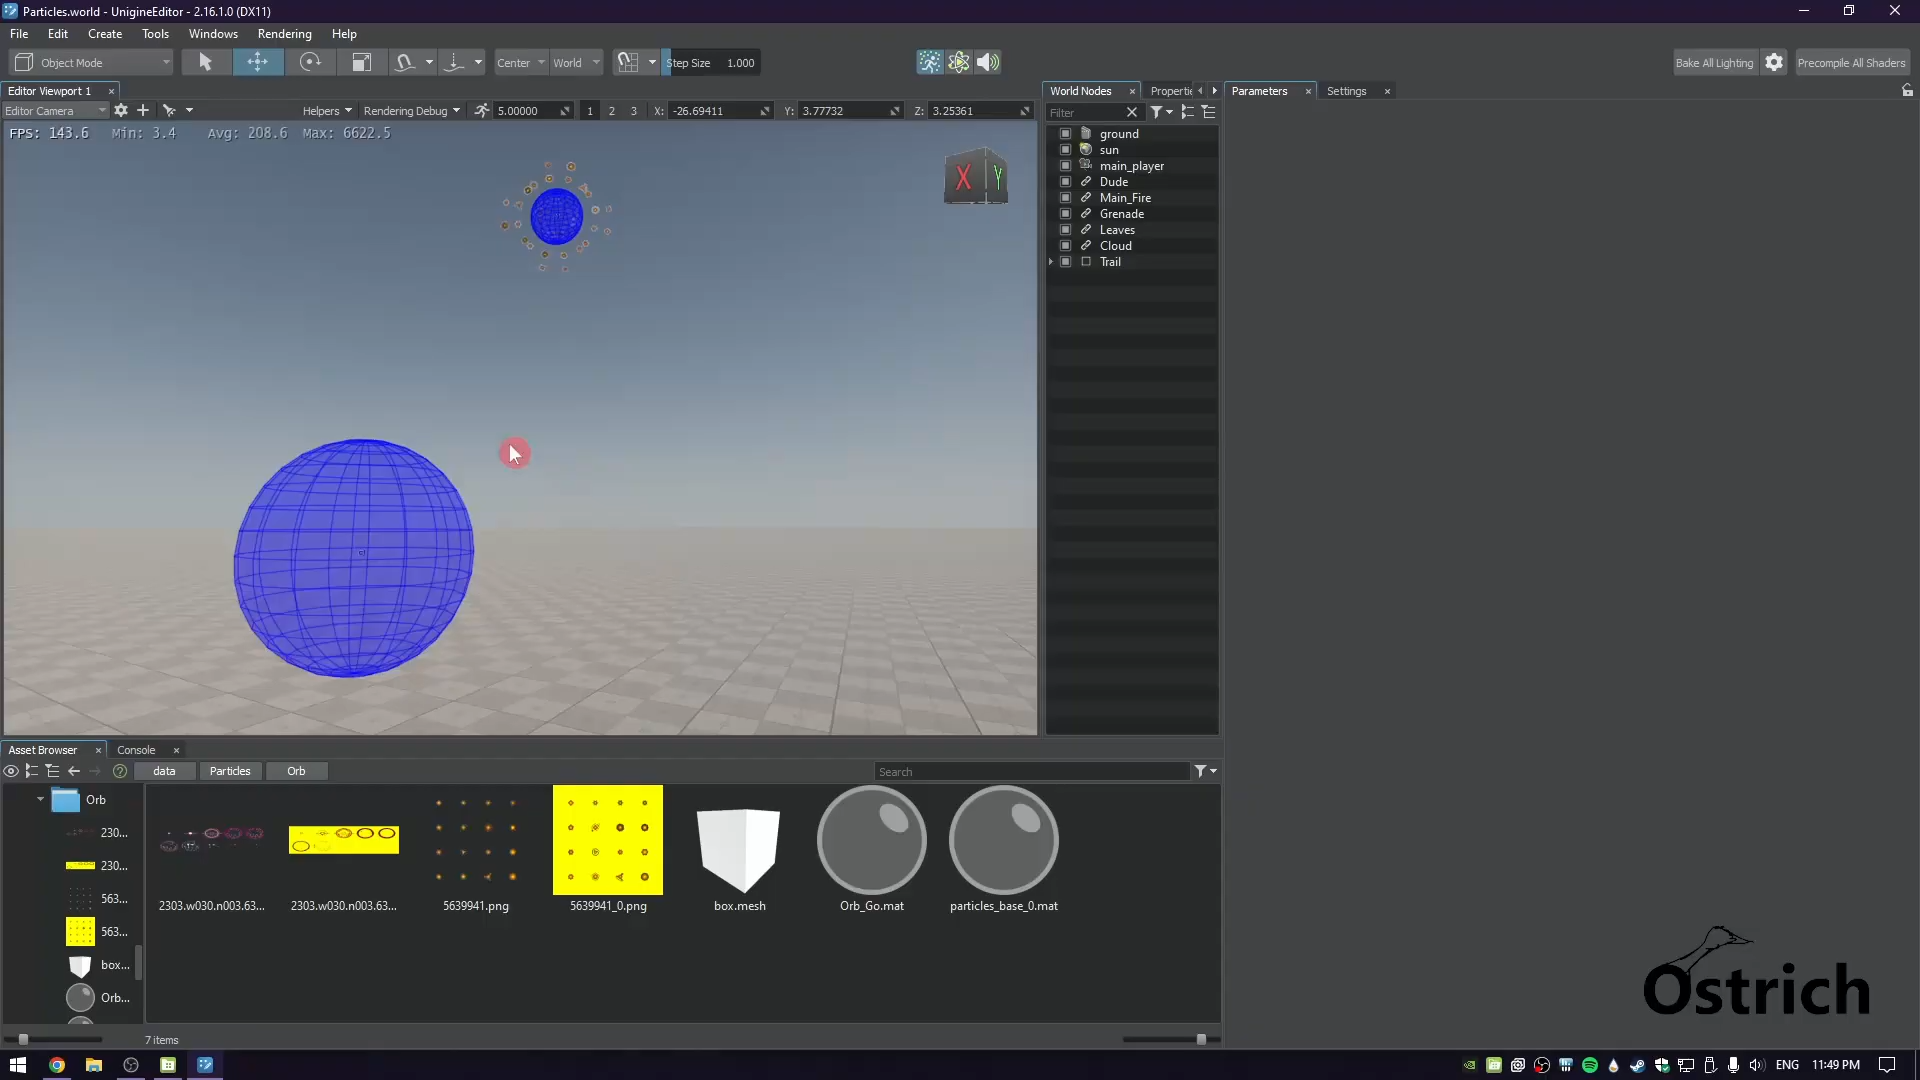 Particles.world - UnigineEditor - 2.16.1.0 (DX11)
File Edit Create Tools Windows Rendering Help
Object Mode Center World Step Size 1.000 Bake All Lighting Precompile All Shaders
Editor Viewport 1 World Nodes Propertie Parameters Settings
Editor Camera Helpers Rendering Debug 5.00000 1 2 3 X: -26.69411 Y: 3.77732 Z: 3.25361 Filter
FPS: 143.6 Min: 3.4 Avg: 208.6 Max: 6622.5
X Y
ground
sun
main_player
Dude
Main_Fire
Grenade
Leaves
Cloud
Trail
Asset Browser Console
data Particles Orb Search
Orb
230...
230...
563...
563...
box...
Orb...
2303.w030.n003.63... 2303.w030.n003.63... 5639941.png 5639941_0.png box.mesh Orb_Go.mat particles_base_0.mat
7 items
Ostrich
ENG 11:49 PM